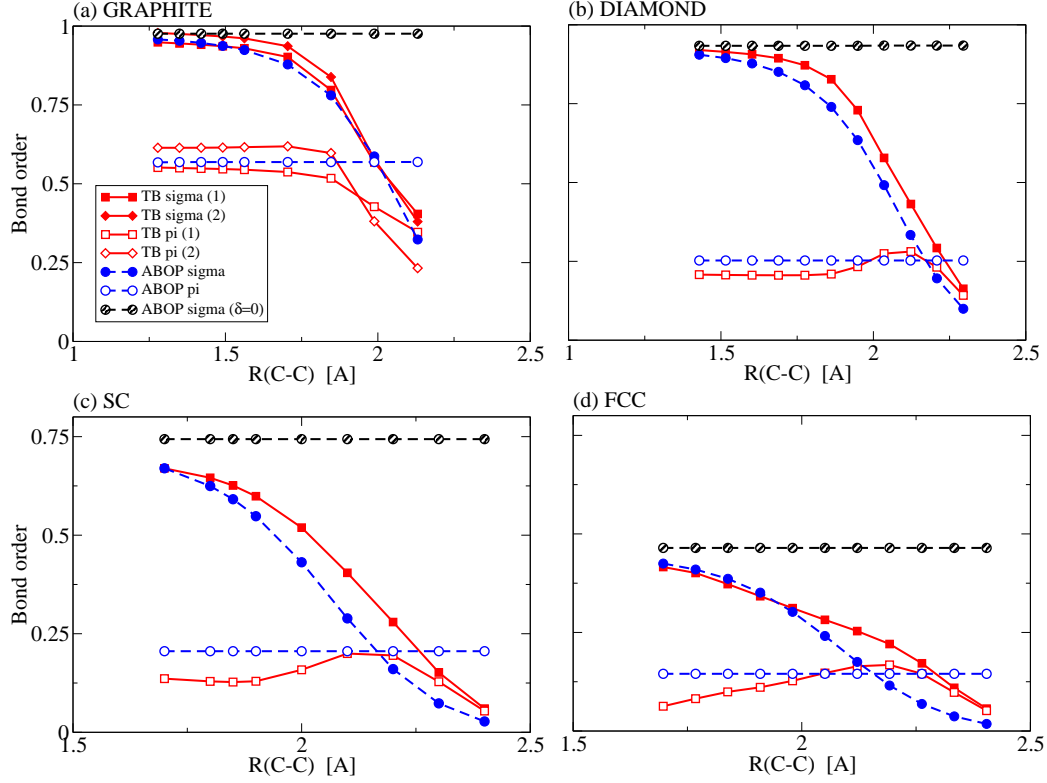 (a) GRAPHITE
1
0.75
0.5
0.25
0
Bond order
TB sigma (1)
TB sigma (2)
TB pi (1)
TB pi (2)
ABOP sigma
ABOP pi
ABOP sigma (δ=0)
1 1.5 2 2.5
R(C-C) [A]
(b) DIAMOND
1 1.5 2 2.5
R(C-C) [A]
(c) SC
0.75
0.5
0.25
0
Bond order
1.5 2 2.5
R(C-C) [A]
(d) FCC
1.5 2 2.5
R(C-C) [A]